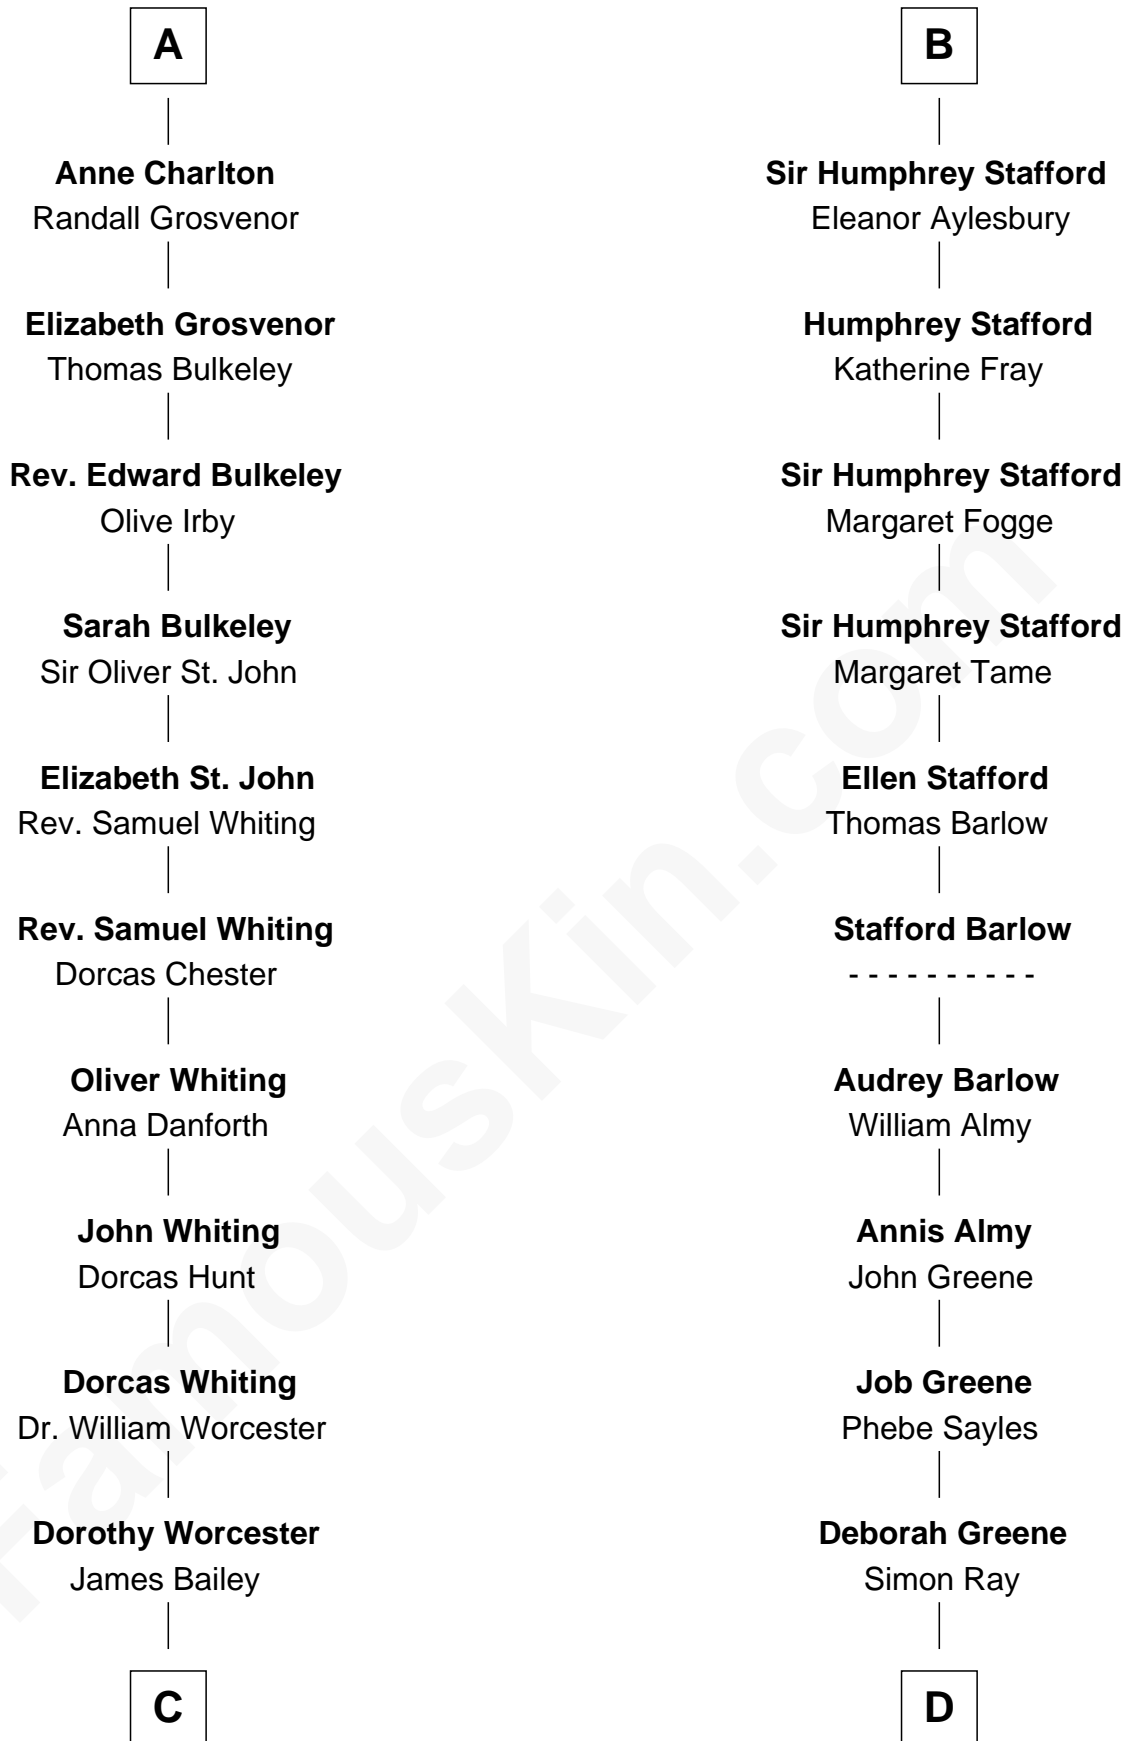 A
Anne Charlton
Randall Grosvenor
Elizabeth Grosvenor
Thomas Bulkeley
Rev. Edward Bulkeley
Olive Irby
Sarah Bulkeley
Sir Oliver St. John
Elizabeth St. John
Rev. Samuel Whiting
Rev. Samuel Whiting
Dorcas Chester
Oliver Whiting
Anna Danforth
John Whiting
Dorcas Hunt
Dorcas Whiting
Dr. William Worcester
Dorothy Worcester
James Bailey
C
B
Sir Humphrey Stafford
Eleanor Aylesbury
Humphrey Stafford
Katherine Fray
Sir Humphrey Stafford
Margaret Fogge
Sir Humphrey Stafford
Margaret Tame
Ellen Stafford
Thomas Barlow
Stafford Barlow
- - - - - - - - - -
Audrey Barlow
William Almy
Annis Almy
John Greene
Job Greene
Phebe Sayles
Deborah Greene
Simon Ray
D
FamousKin.com